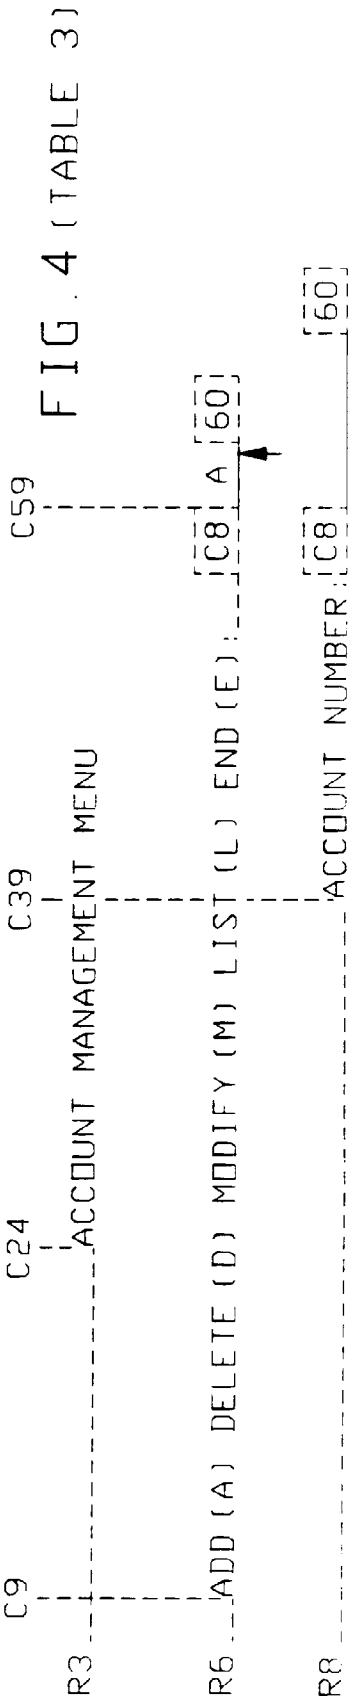 FIG. 4 (TABLE 3)
C9 C24 C39 C59
R3 ACCOUNT MANAGEMENT MENU
R6 ADD (A) DELETE (D) MODIFY (M) LIST (L) END (E): C8 A 60
R8 ACCOUNT NUMBER: C8 60